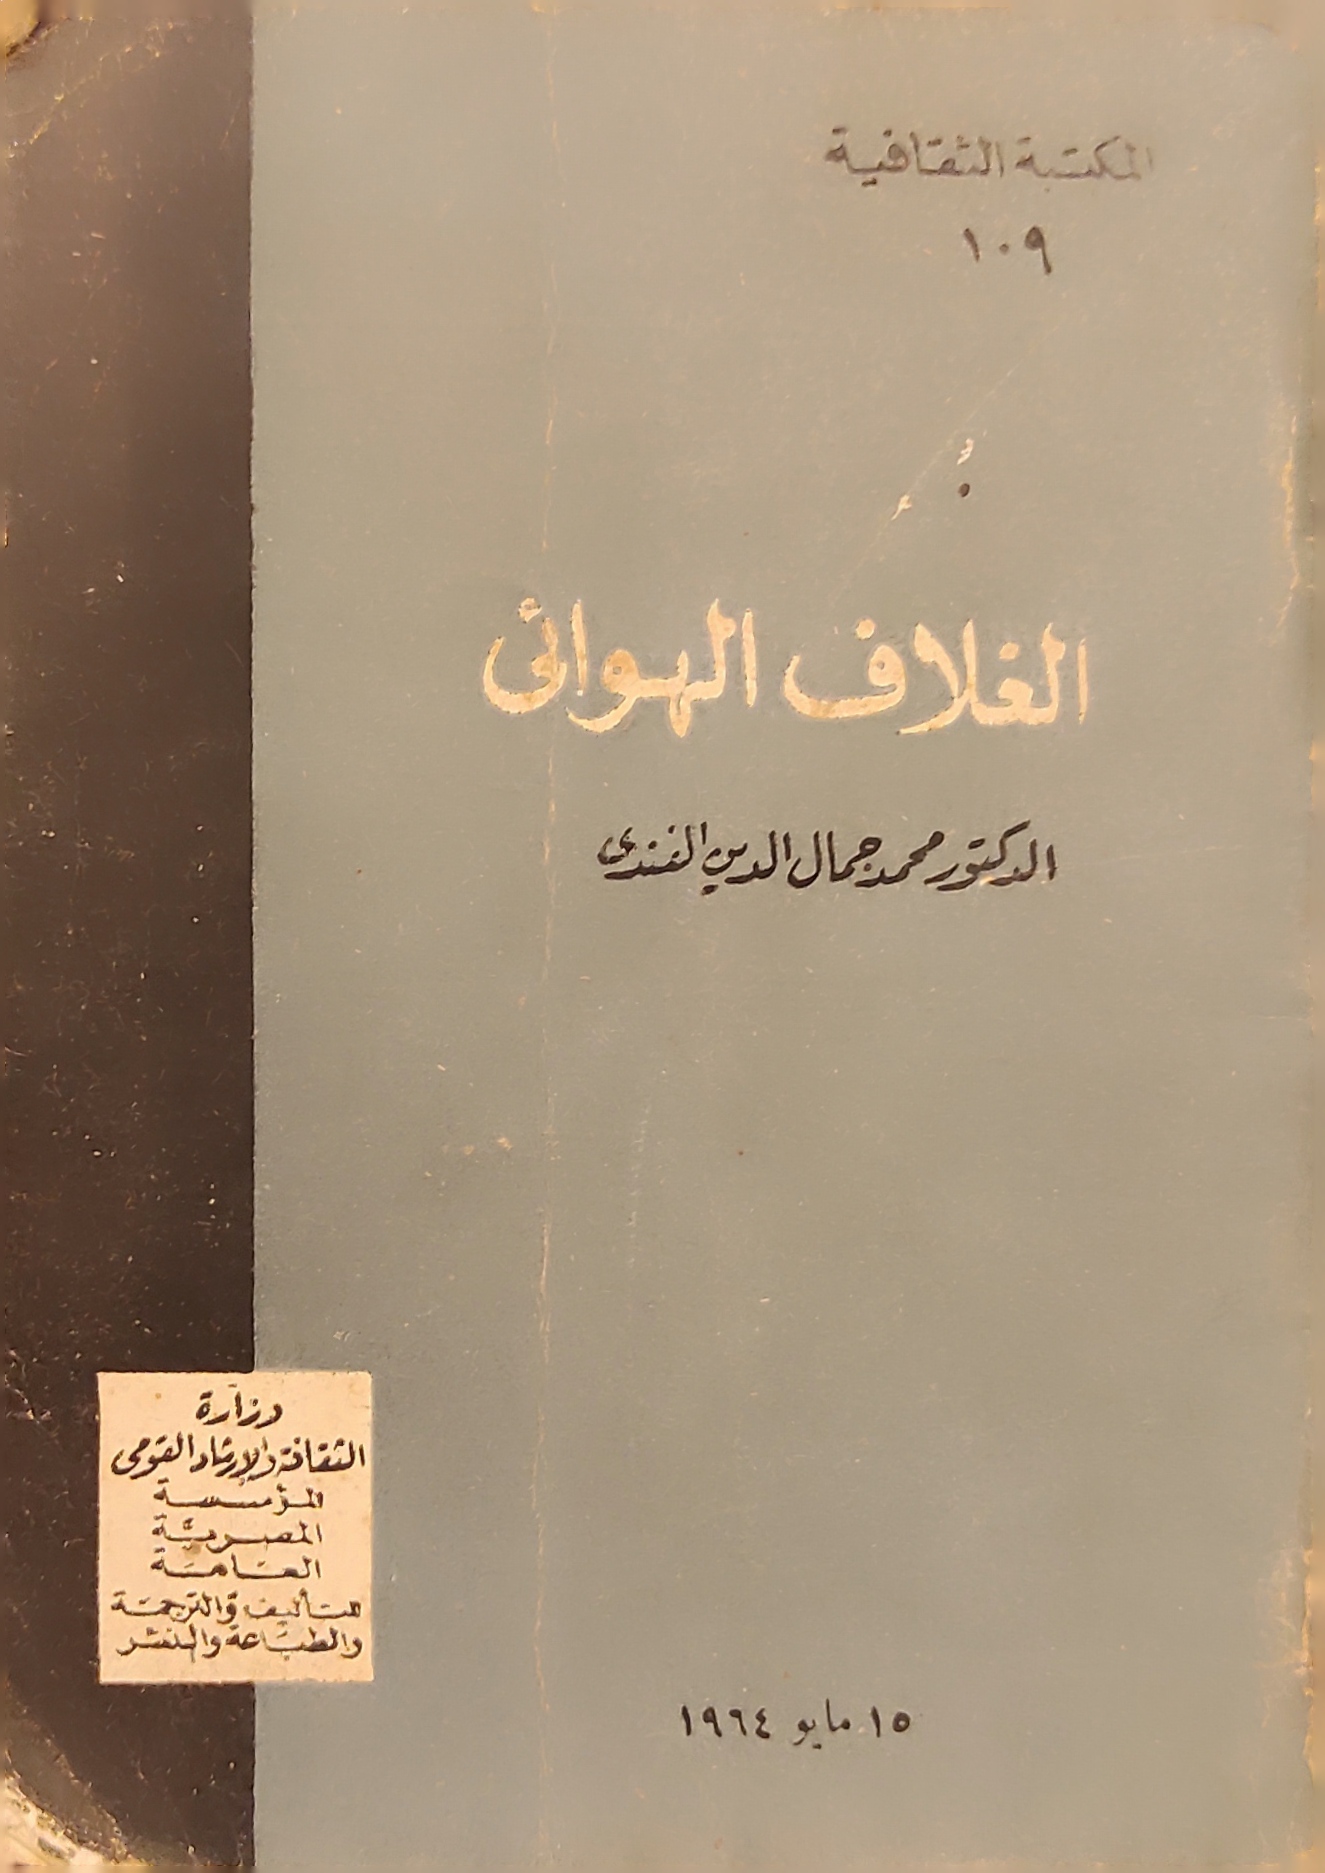 المكتبة الثقافية
١٠٩
الغلاف الهوائى
الدكتور محمد جمال الدين الفندى
وزارة
الثقافة والإرشاد القومى
المؤسسة
المصرية
العامة
للتأليف والترجمة
والطباعة والنشر
١٥ مايو ١٩٦٤